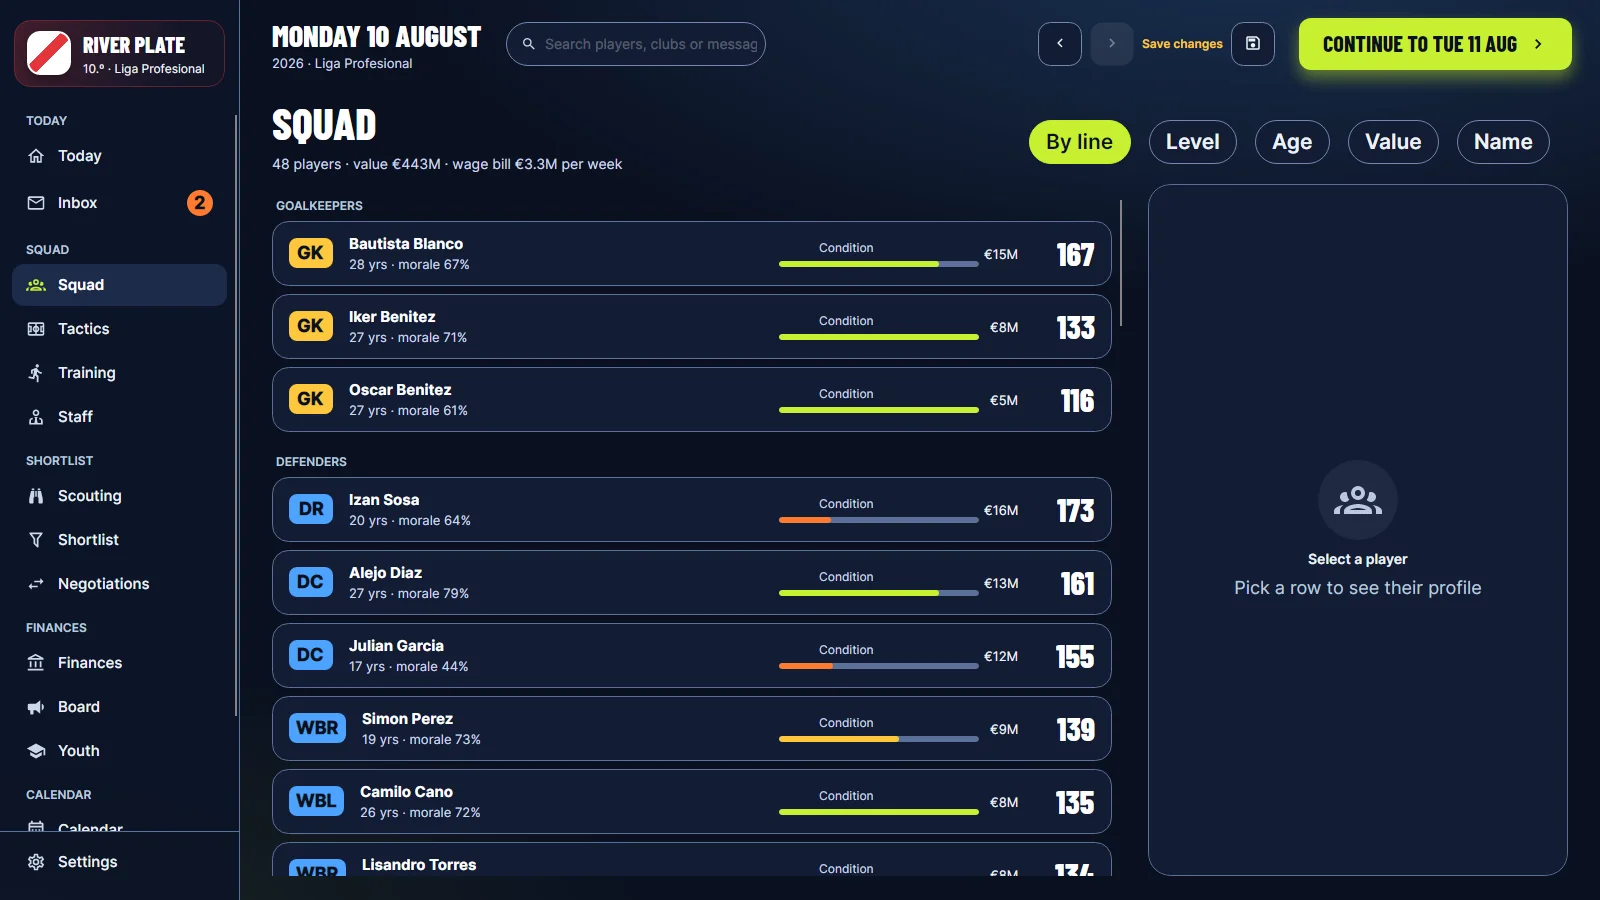 RIVER PLATE
10.º · Liga Profesional
TODAY
Today
Inbox
2
SQUAD
Squad
Tactics
Training
Staff
SHORTLIST
Scouting
Shortlist
Negotiations
FINANCES
Finances
Board
Youth
CALENDAR
Calendar
Settings
MONDAY 10 AUGUST
2026 · Liga Profesional
Search players, clubs or messag
Save changes
CONTINUE TO TUE 11 AUG
SQUAD
48 players · value €443M · wage bill €3.3M per week
By line
Level
Age
Value
Name
GOALKEEPERS
GK
Bautista Blanco
28 yrs · morale 67%
Condition
€15M
167
GK
Iker Benitez
27 yrs · morale 71%
Condition
€8M
133
GK
Oscar Benitez
27 yrs · morale 61%
Condition
€5M
116
DEFENDERS
DR
Izan Sosa
20 yrs · morale 64%
Condition
€16M
173
DC
Alejo Diaz
27 yrs · morale 79%
Condition
€13M
161
DC
Julian Garcia
17 yrs · morale 44%
Condition
€12M
155
WBR
Simon Perez
19 yrs · morale 73%
Condition
€9M
139
WBL
Camilo Cano
26 yrs · morale 72%
Condition
€8M
135
WBR
Lisandro Torres
Condition
€8M
134
Select a player
Pick a row to see their profile